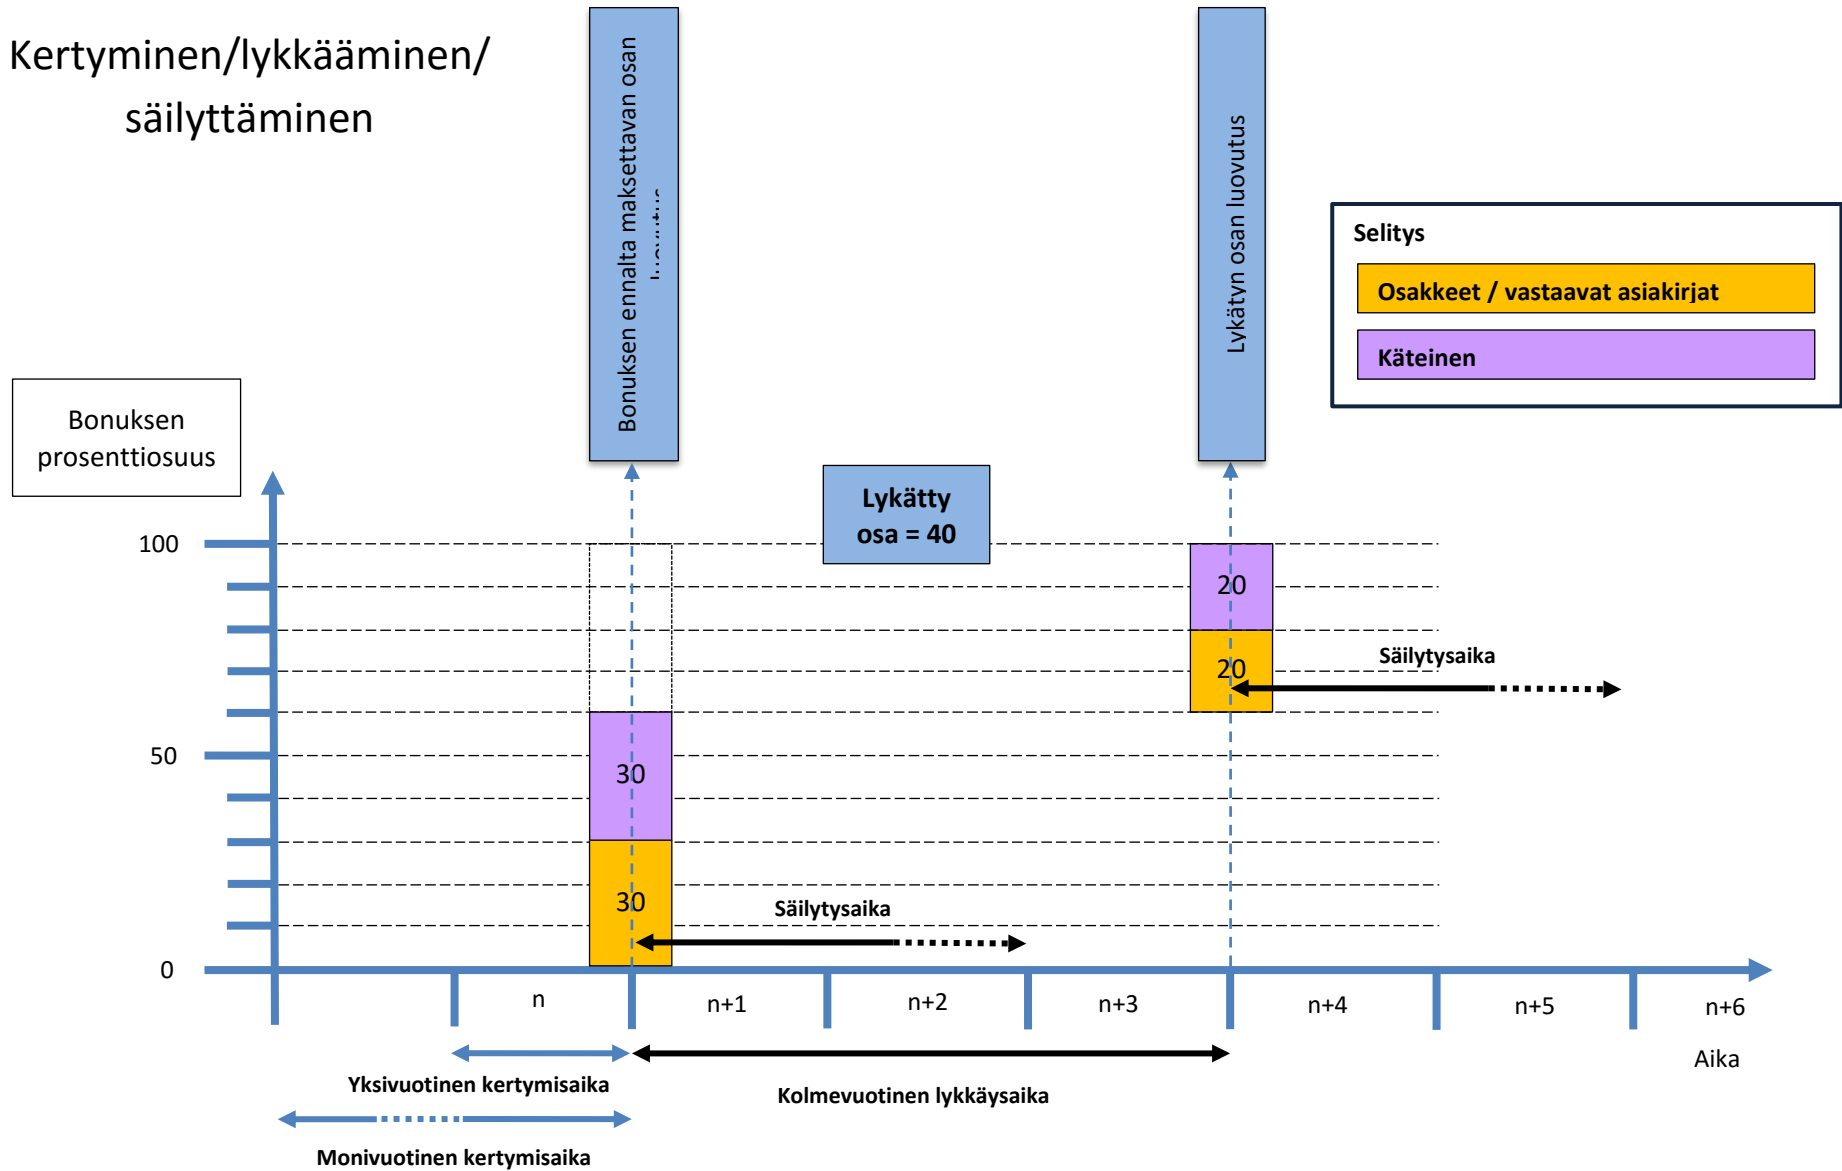 Kertyminen/lykkääminen/
säilyttäminen
Bonuksen ennalta maksettavan osan
luovutus
Lykätyn osan luovutus
Selitys
Osakkeet / vastaavat asiakirjat
Käteinen
Bonuksen
prosenttiosuus
Lykätty
osa = 40
100
20
20
Säilytysaika
50
30
30
Säilytysaika
0
n
n+1
n+2
n+3
n+4
n+5
n+6
Aika
Yksivuotinen kertymisaika
Kolmevuotinen lykkäysaika
Monivuotinen kertymisaika